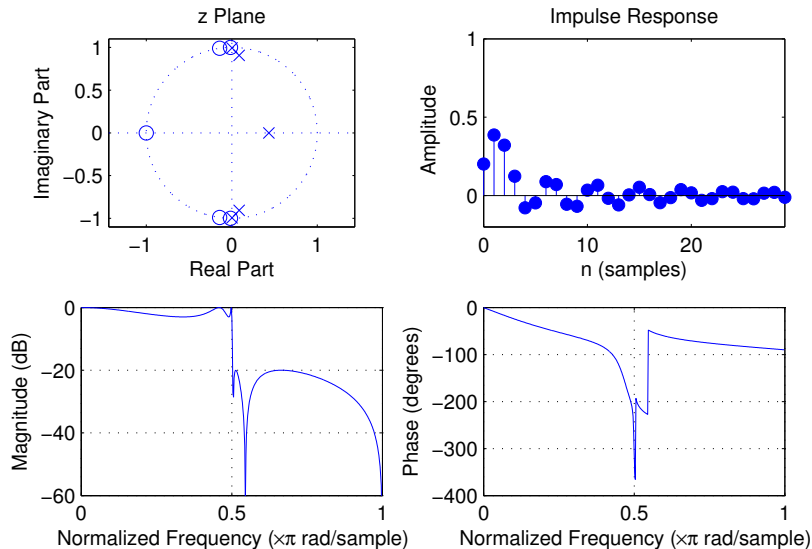 z Plane
Imaginary Part
1
0.5
0
−0.5
−1
−1
0
1
Real Part
Impulse Response
Amplitude
1
0.5
0
0
10
20
n (samples)
Magnitude (dB)
0
−20
−40
−60
0
0.5
1
Normalized Frequency (×π rad/sample)
Phase (degrees)
0
−100
−200
−300
−400
0
0.5
1
Normalized Frequency (×π rad/sample)